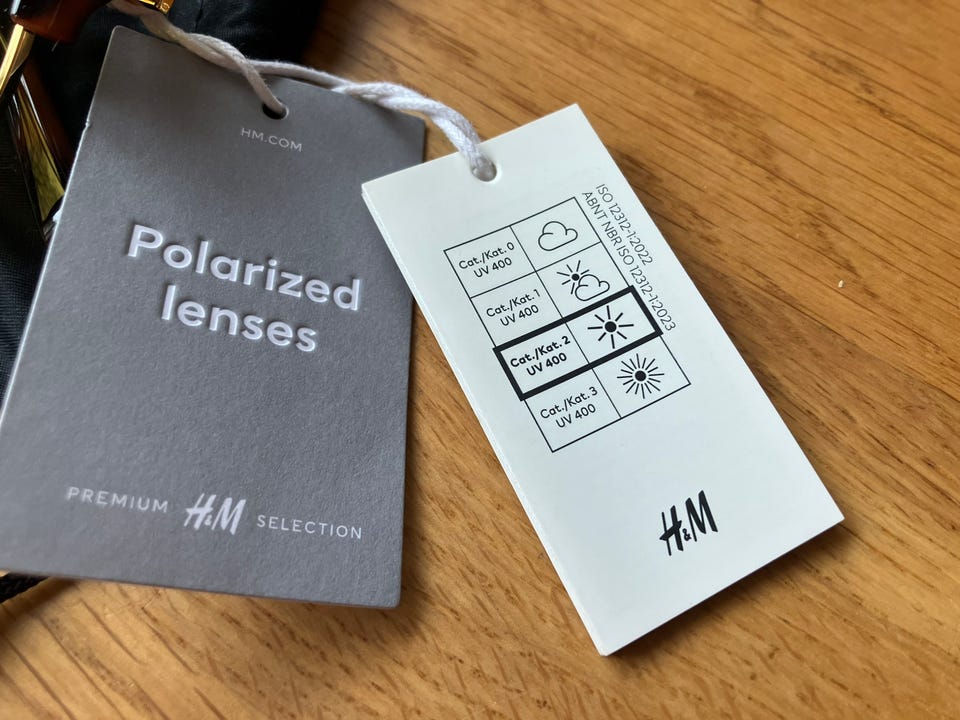 HM.COM
Polarized
lenses
PREMIUM H&M SELECTION
ISO 12312-1:2022
ABNT NBR ISO 12312-1:2023
Cat./Kat. 0
UV 400
Cat./Kat. 1
UV 400
Cat./Kat. 2
UV 400
Cat./Kat. 3
UV 400
H&M